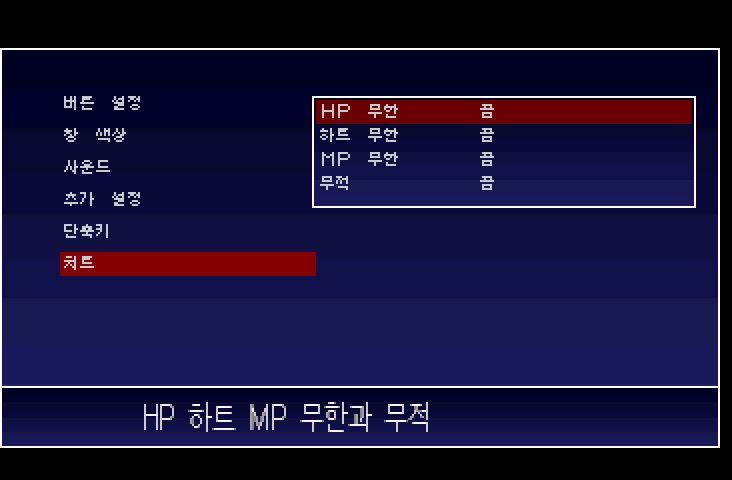 버튼 설정
창 색상
사운드
추가 설정
단축키
치트
HP 무한 끔
하트 무한 끔
MP 무한 끔
무적 끔
HP 하트 MP 무한과 무적